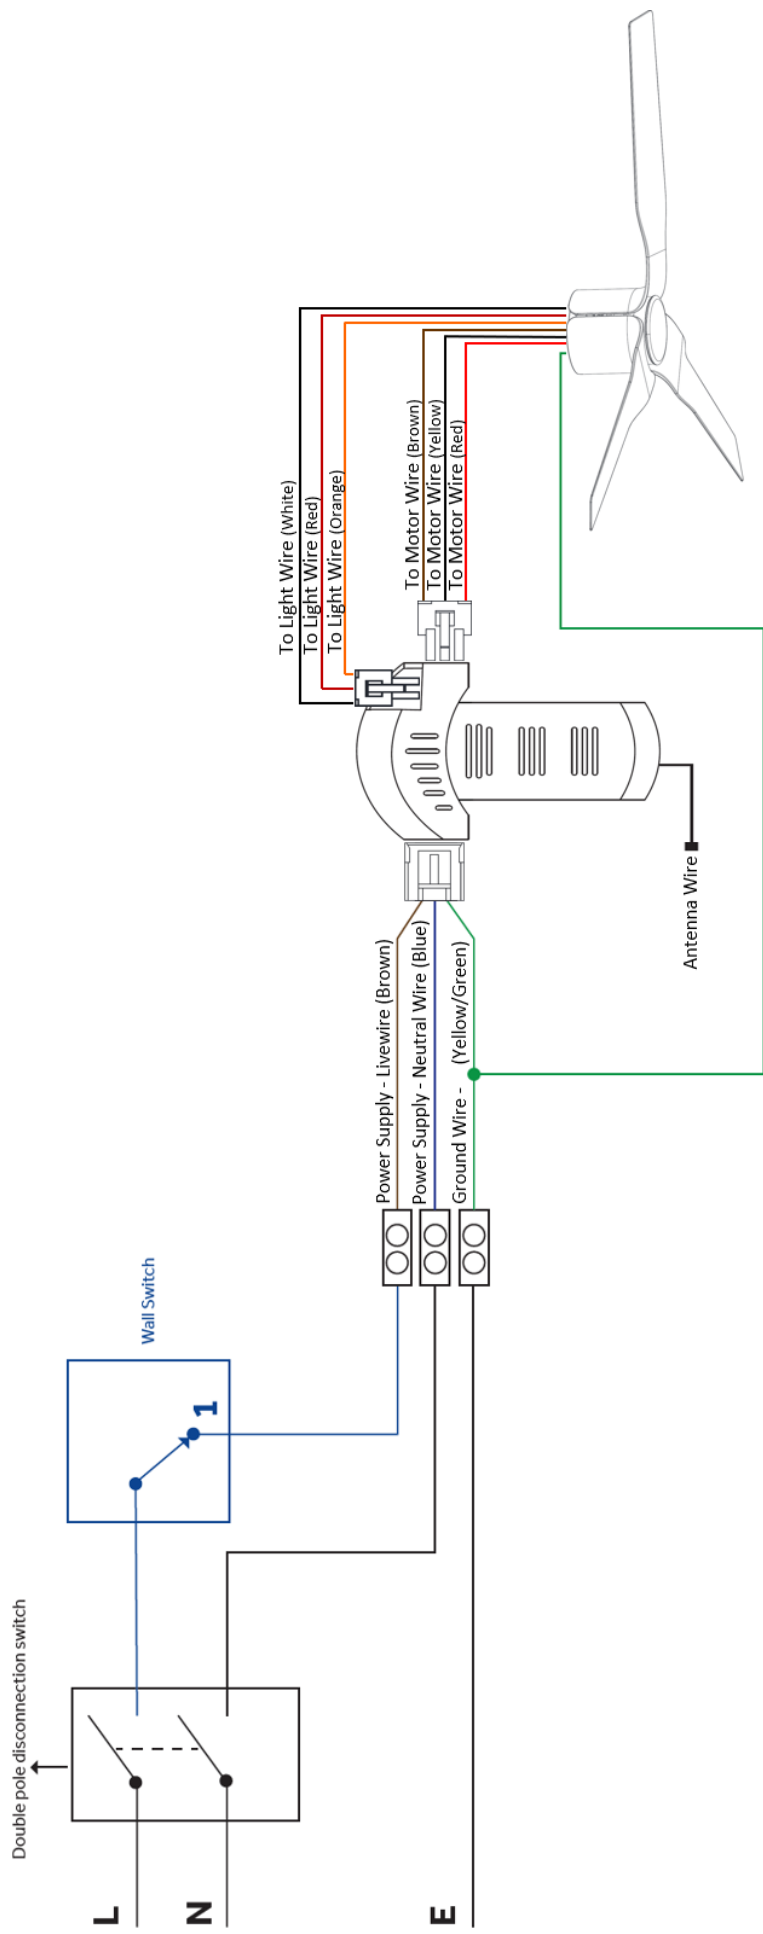 Double pole disconnection switch
L
N
E
Wall Switch
1
Power Supply - Livewire (Brown)
Power Supply - Neutral Wire (Blue)
Ground Wire - (Yellow/Green)
Antenna Wire
To Light Wire (White)
To Light Wire (Red)
To Light Wire (Orange)
To Motor Wire (Brown)
To Motor Wire (Yellow)
To Motor Wire (Red)